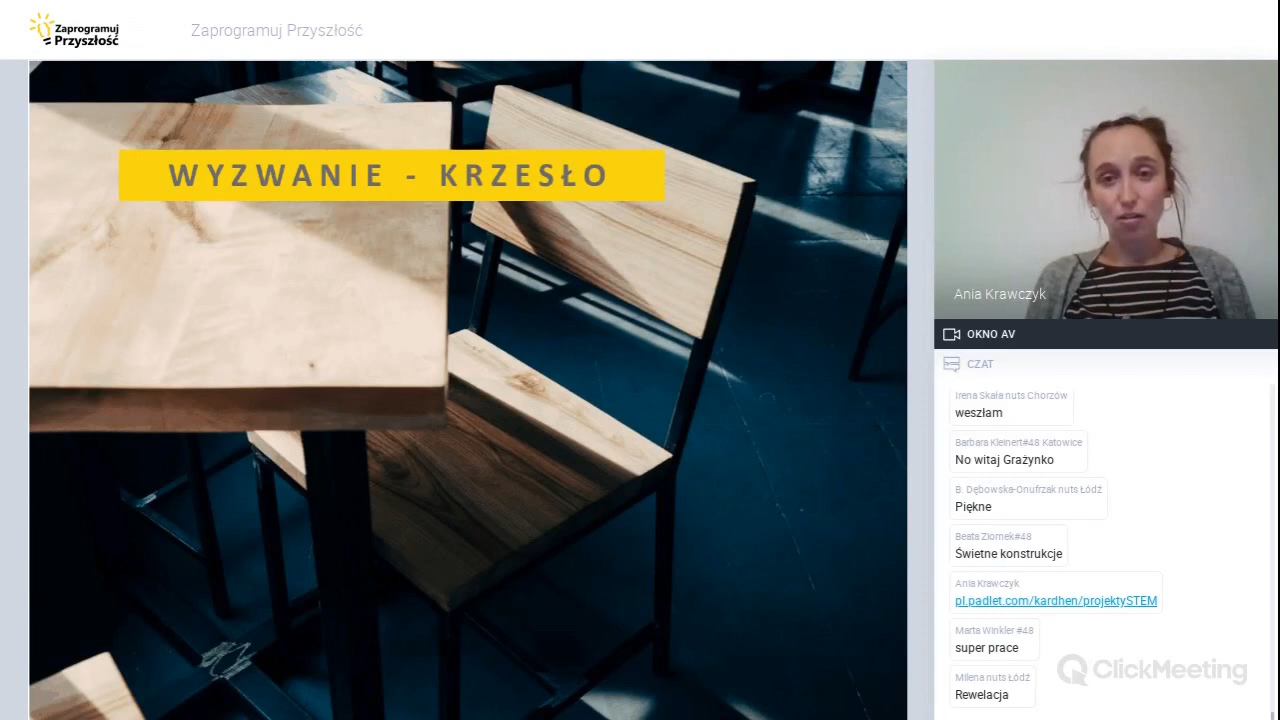 Zaprogramuj
Przyszłość
Zaprogramuj Przyszłość
WYZWANIE - KRZESŁO
Ania Krawczyk
OKNO AV
CZAT
Irena Skała nuts Chorzów
weszłam
Barbara Kleinert#48 Katowice
No witaj Grażynko
B. Dębowska-Onufrzak nuts Łódź
Piękne
Beata Ziomek#48
Świetne konstrukcje
Ania Krawczyk
pl.padlet.com/kardhen/projektySTEM
Marta Winkler #48
super prace
Milena nuts Łódź
Rewelacja
ClickMeeting